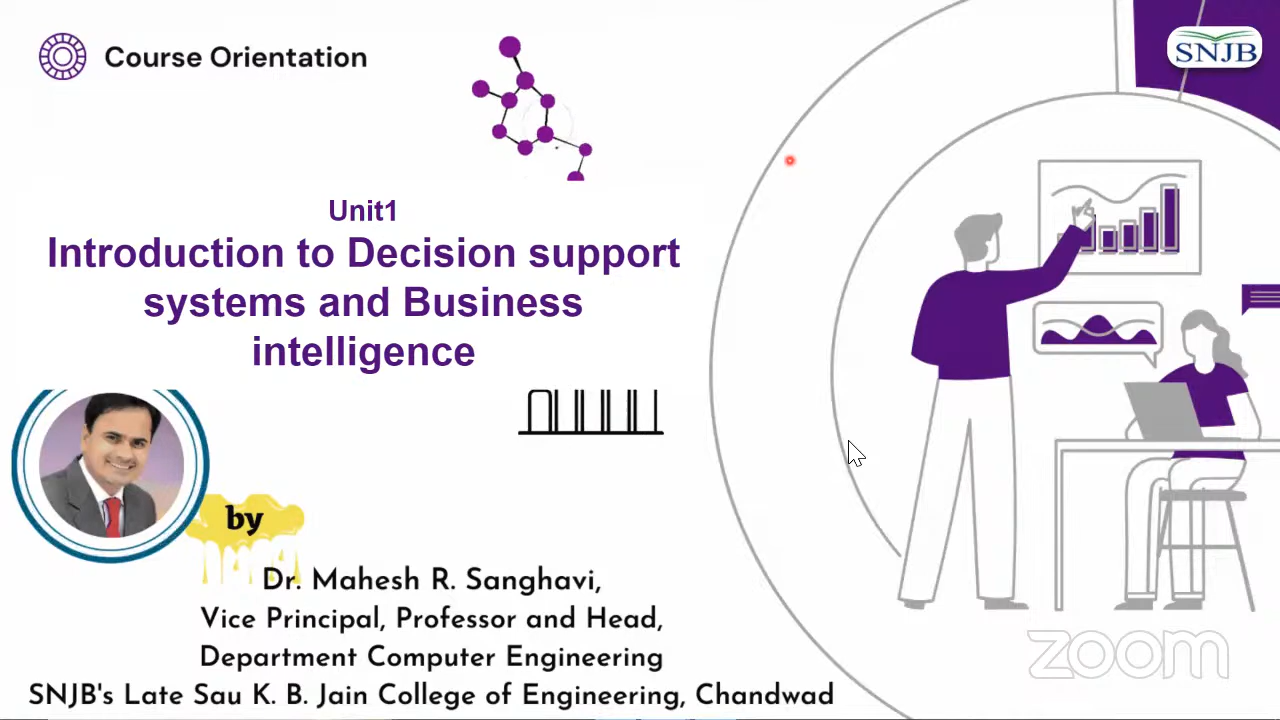 Course Orientation
SNJB
Unit1
Introduction to Decision support
systems and Business
intelligence
by
Dr. Mahesh R. Sanghavi,
Vice Principal, Professor and Head,
Department Computer Engineering
SNJB's Late Sau K. B. Jain College of Engineering, Chandwad
zoom